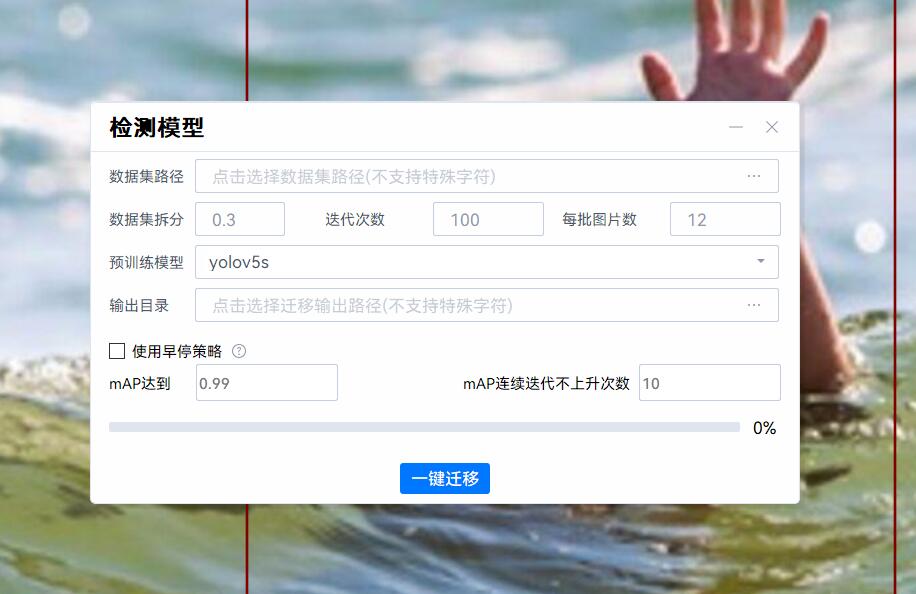 检测模型
数据集路径 点击选择数据集路径(不支持特殊字符) ...
数据集拆分 0.3 迭代次数 100 每批图片数 12
预训练模型 yolov5s
输出目录 点击选择迁移输出路径(不支持特殊字符) ...
使用早停策略 ?
mAP达到 0.99 mAP连续迭代不上升次数 10
0%
一键迁移